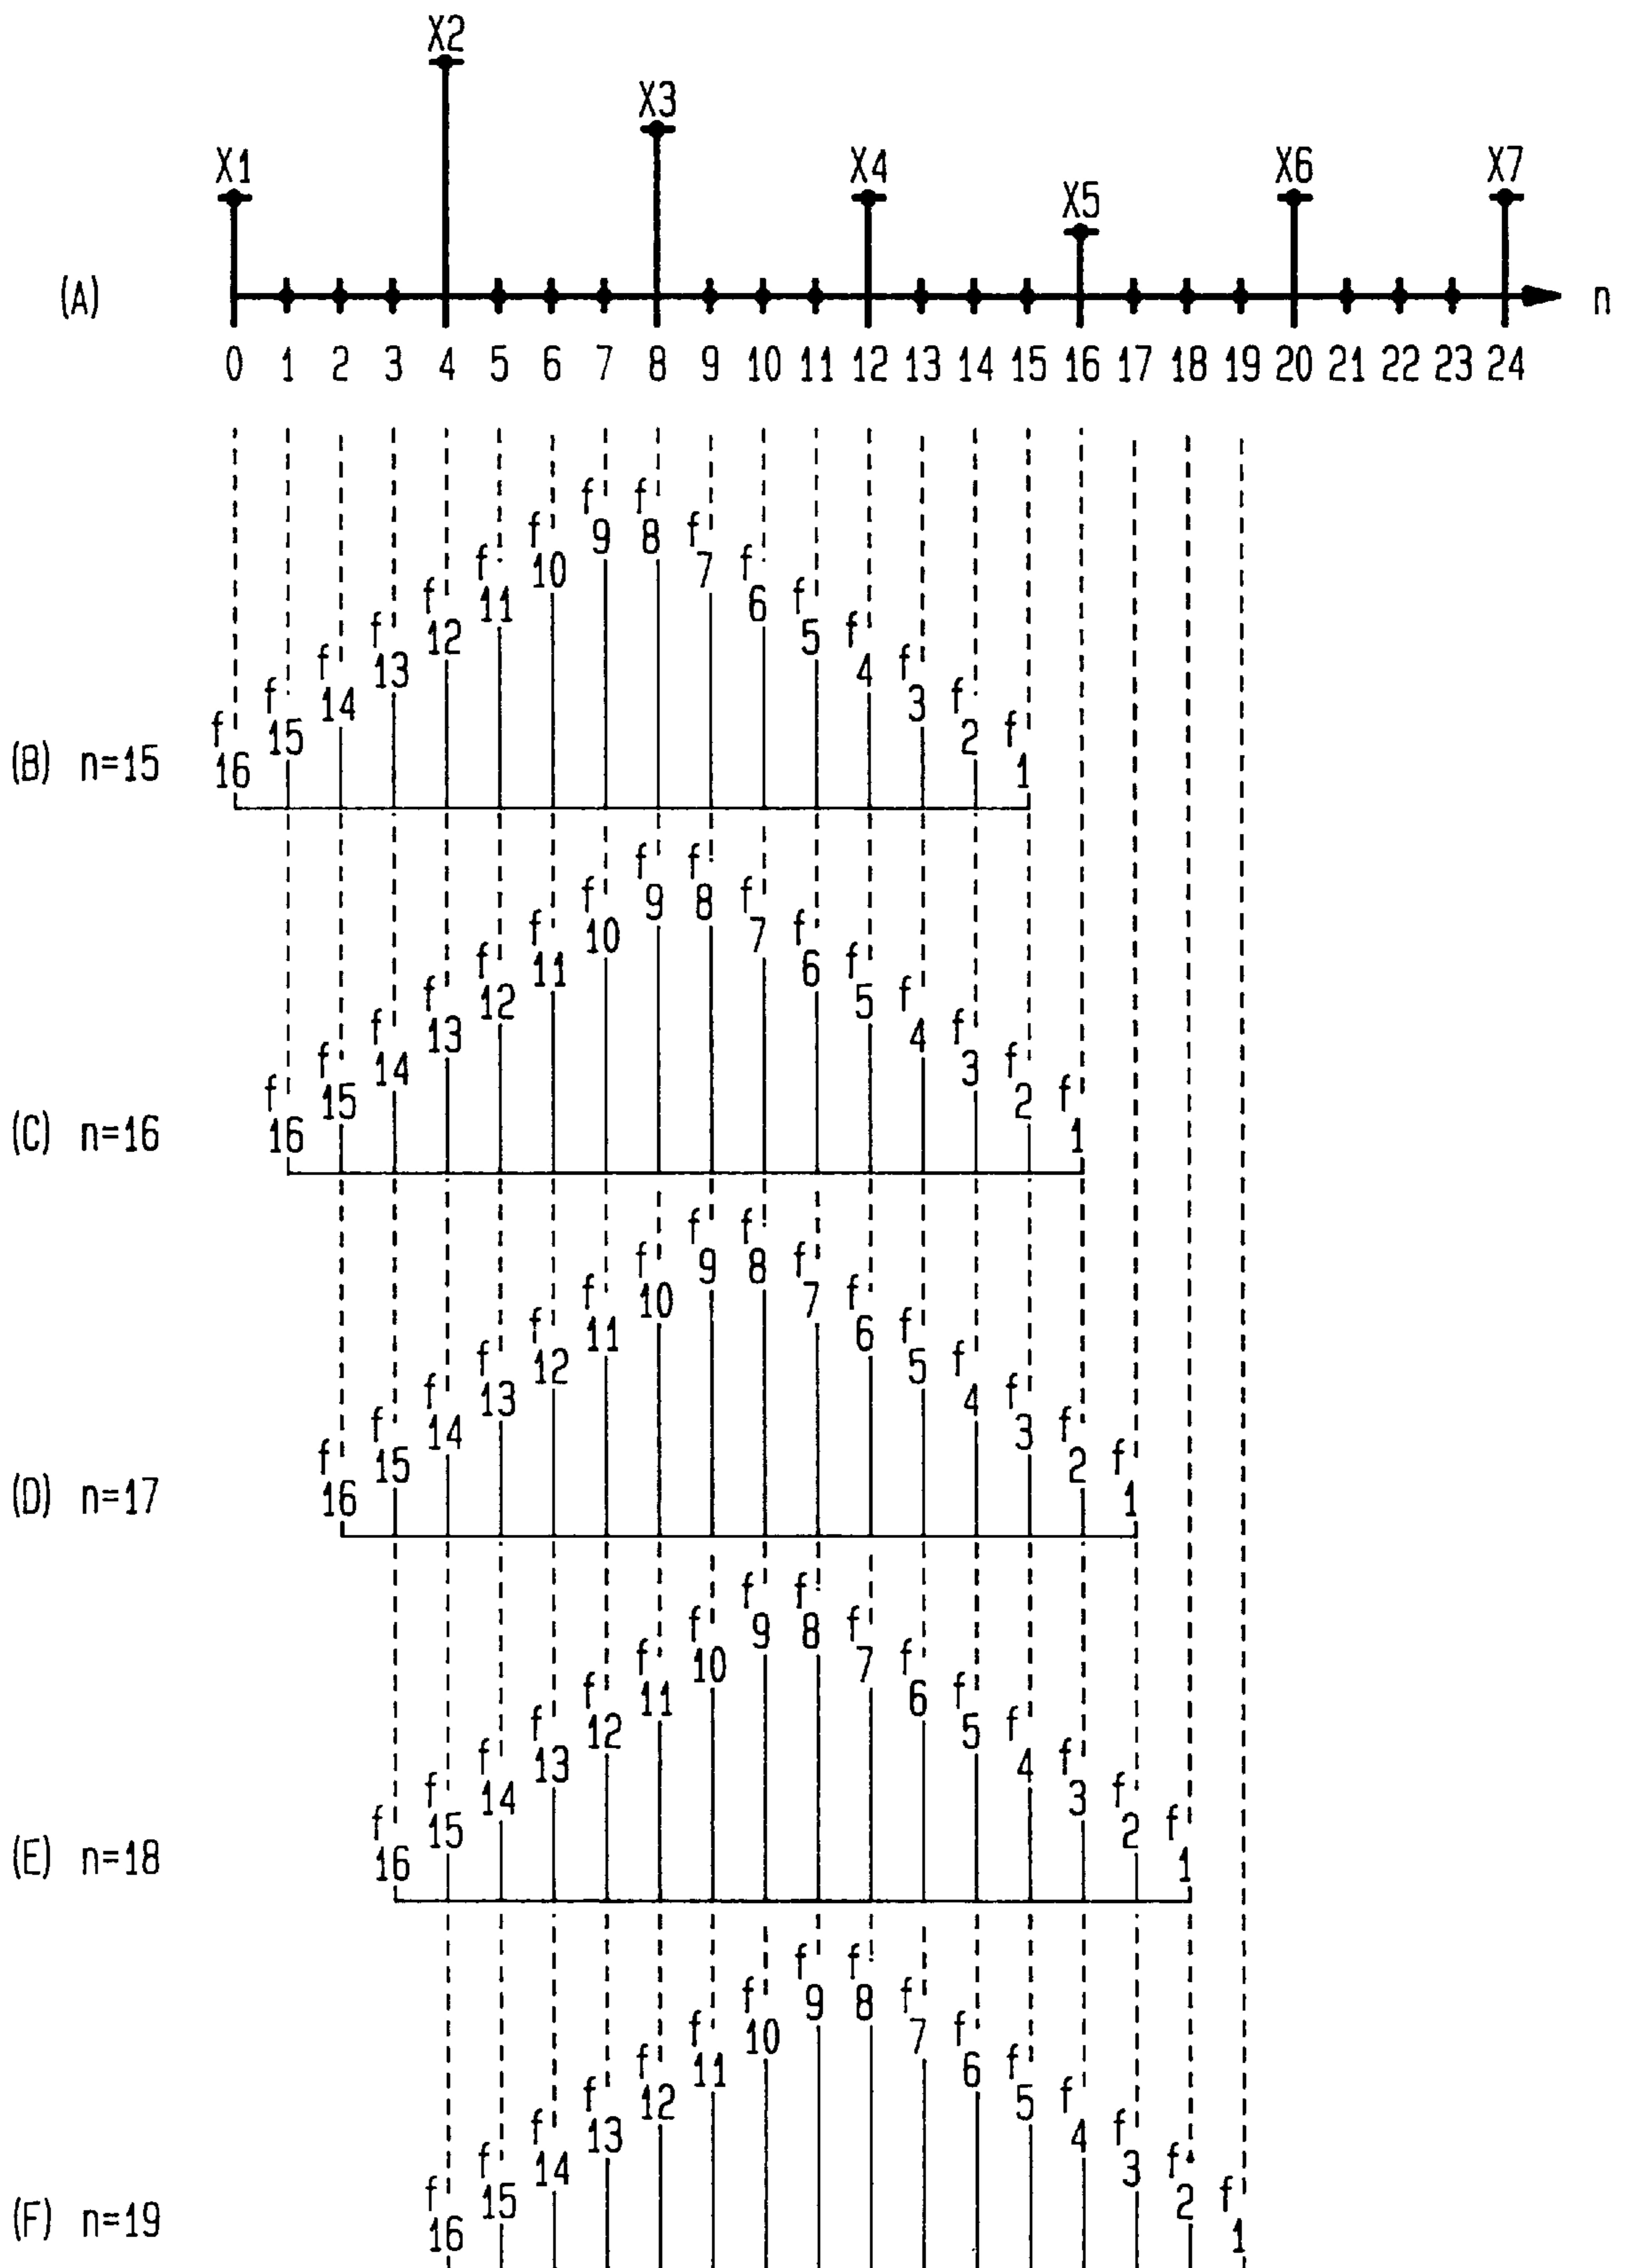 X2
X3
X1 X4 X6 X7
X5
(A) n
0 1 2 3 4 5 6 7 8 9 10 11 12 13 14 15 16 17 18 19 20 21 22 23 24
(B) n=15
f16 f15 f14 f13 f12 f11 f10 f9 f8 f7 f6 f5 f4 f3 f2 f1
(C) n=16
f16 f15 f14 f13 f12 f11 f10 f9 f8 f7 f6 f5 f4 f3 f2 f1
(D) n=17
f16 f15 f14 f13 f12 f11 f10 f9 f8 f7 f6 f5 f4 f3 f2 f1
(E) n=18
f16 f15 f14 f13 f12 f11 f10 f9 f8 f7 f6 f5 f4 f3 f2 f1
(F) n=19
f16 f15 f14 f13 f12 f11 f10 f9 f8 f7 f6 f5 f4 f3 f2 f1